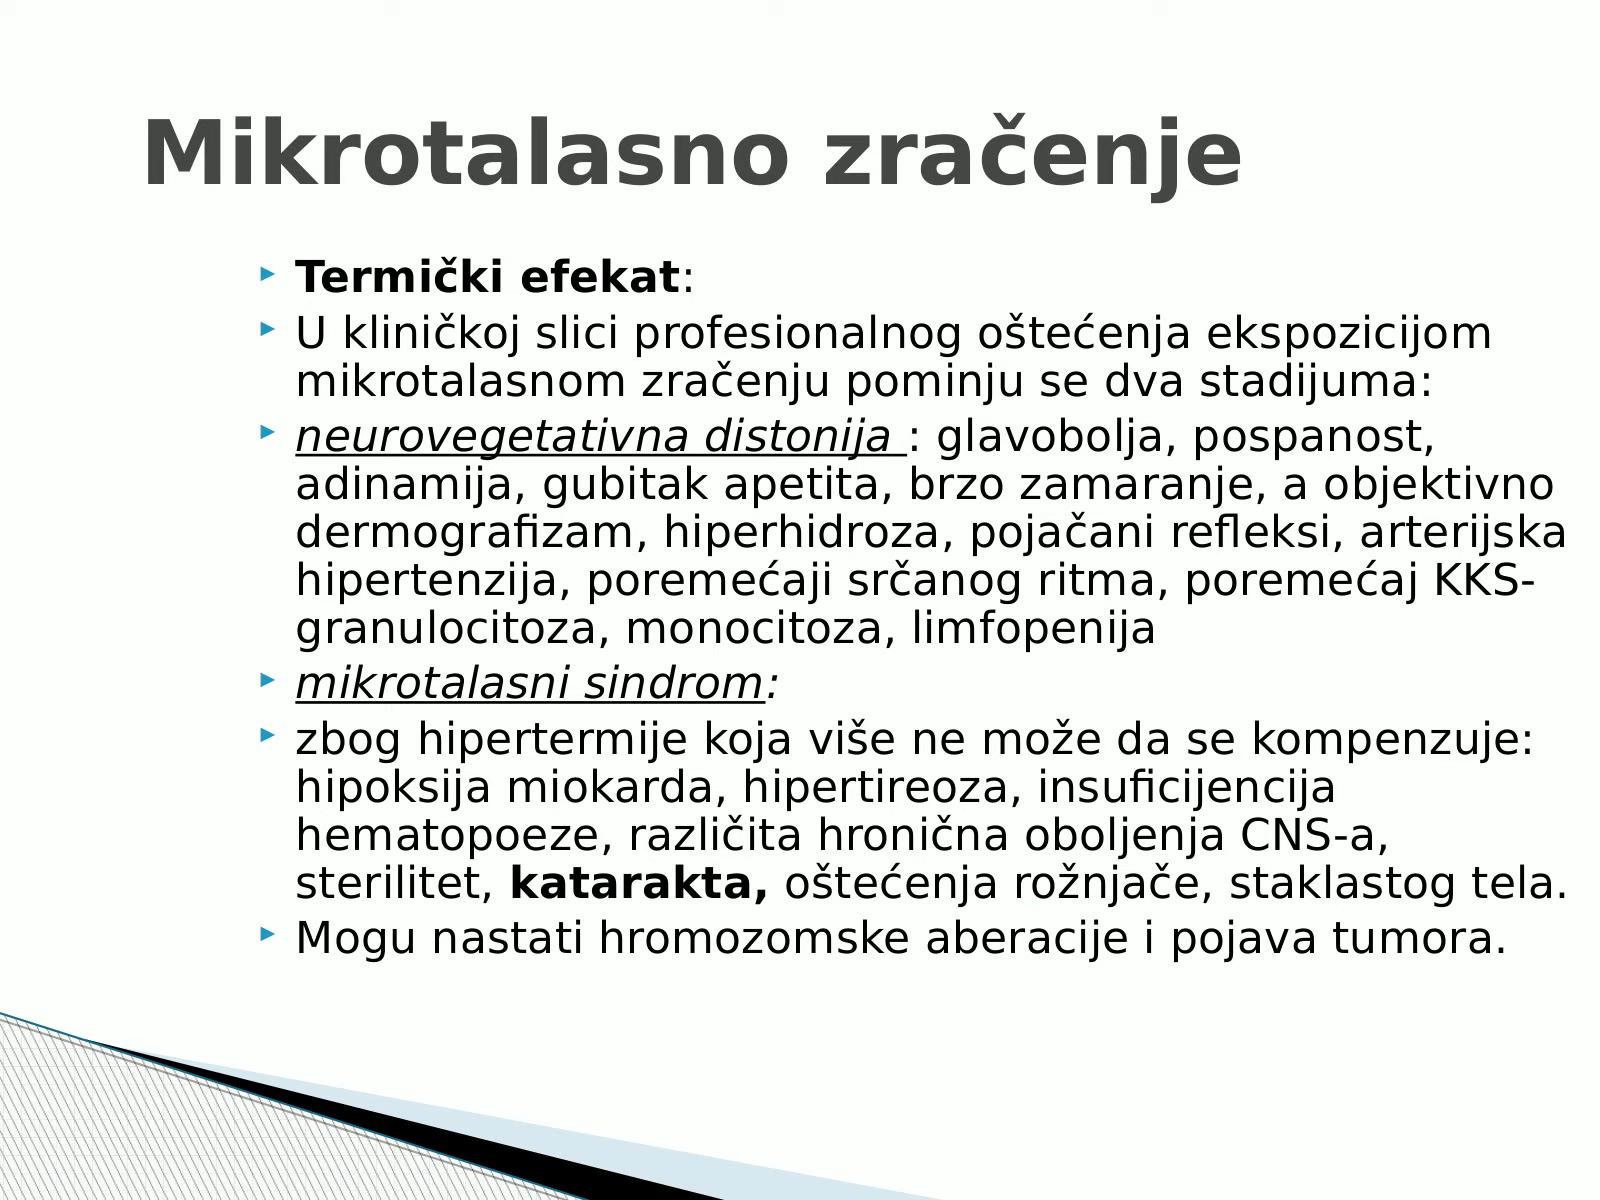 Mikrotalasno zračenje
Termički efekat:
U kliničkoj slici profesionalnog oštećenja ekspozicijom
mikrotalasnom zračenju pominju se dva stadijuma:
neurovegetativna distonija : glavobolja, pospanost,
adinamija, gubitak apetita, brzo zamaranje, a objektivno
dermografizam, hiperhidroza, pojačani refleksi, arterijska
hipertenzija, poremećaji srčanog ritma, poremećaj KKS-
granulocitoza, monocitoza, limfopenija
mikrotalasni sindrom:
zbog hipertermije koja više ne može da se kompenzuje:
hipoksija miokarda, hipertireoza, insuficijencija
hematopoeze, različita hronična oboljenja CNS-a,
sterilitet, katarakta, oštećenja rožnjače, staklastog tela.
Mogu nastati hromozomske aberacije i pojava tumora.